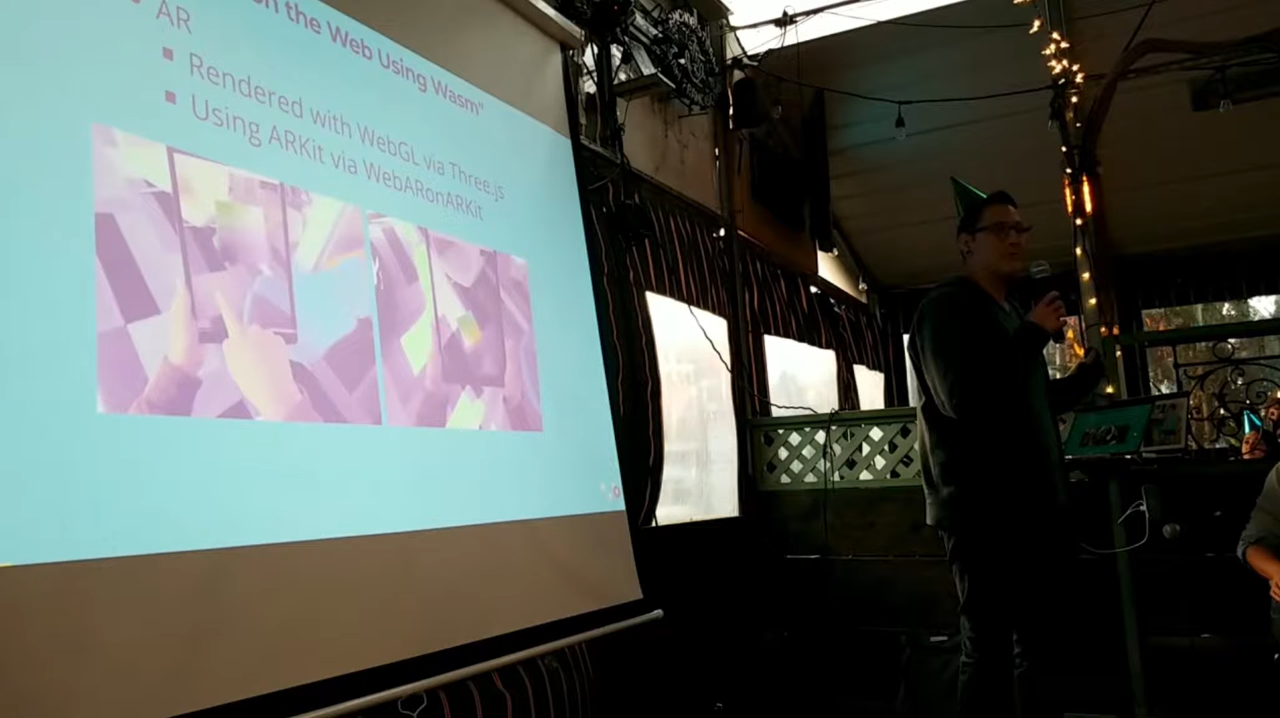 on the Web Using Wasm"
AR
Rendered with WebGL via Three.js
Using ARKit via WebARonARKit